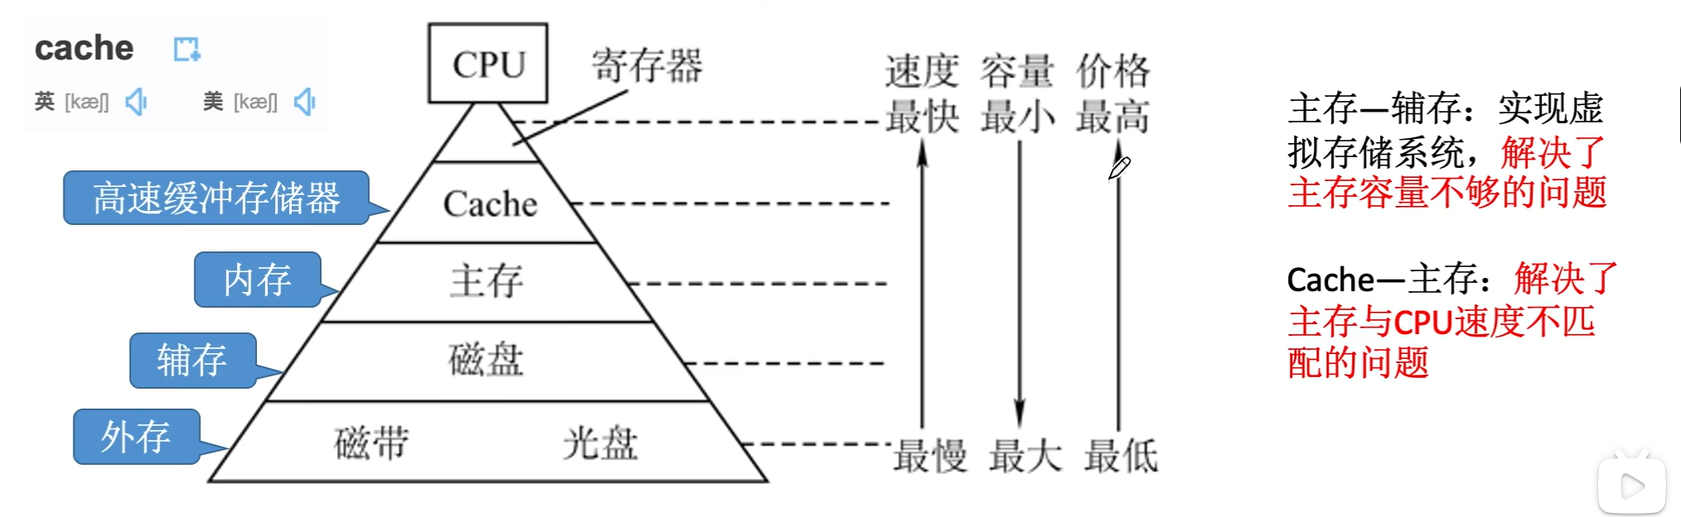 cache
英 [kæʃ] 美 [kæʃ]
CPU
寄存器
速度 容量 价格
最快 最小 最高
高速缓冲存储器
Cache
内存
主存
辅存
磁盘
外存
磁带 光盘
最慢 最大 最低
主存—辅存：实现虚
拟存储系统，解决了
主存容量不够的问题
Cache—主存：解决了
主存与CPU速度不匹
配的问题